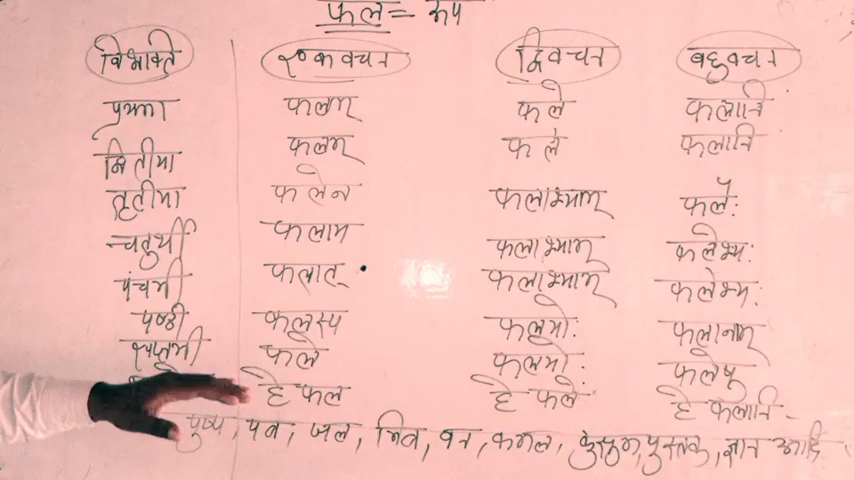 फल = रूप
विभक्ति एकवचन द्विवचन बहुवचन
प्रथमा फलम् फले फलानि
द्वितीया फलम् फले फलानि
तृतीया फलेन फलाभ्याम् फलैः
चतुर्थी फलाय फलाभ्याम् फलेभ्यः
पंचमी फलात् फलाभ्याम् फलेभ्यः
षष्ठी फलस्य फलयोः फलानाम्
सप्तमी फले फलयोः फलेषु
हे फल हे फले हे फलानि
पुष्प, जल, मित्र, वन, कमल, कुसुम, पुस्तक, ज्ञान आदि